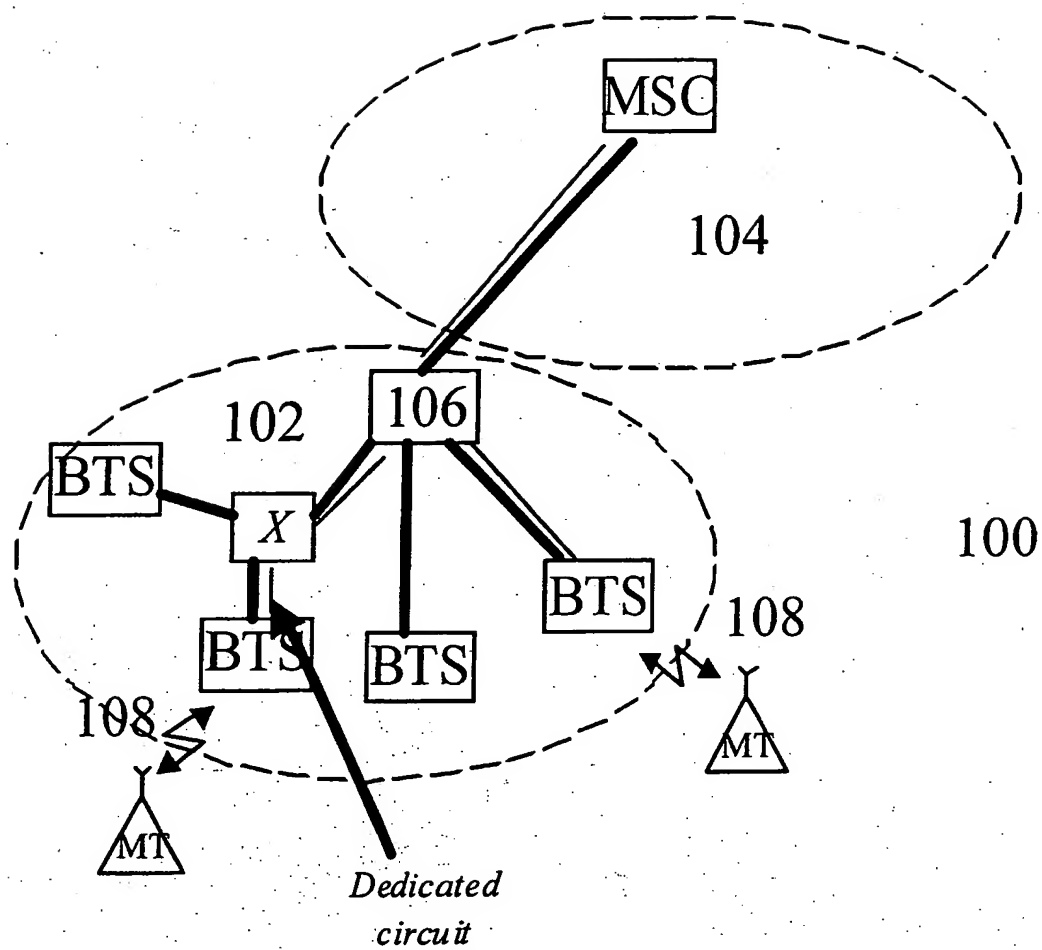 MSC
104
106
102
BTS
X
100
BTS
108
BTS
BTS
108
MT
MT
Dedicated
circuit